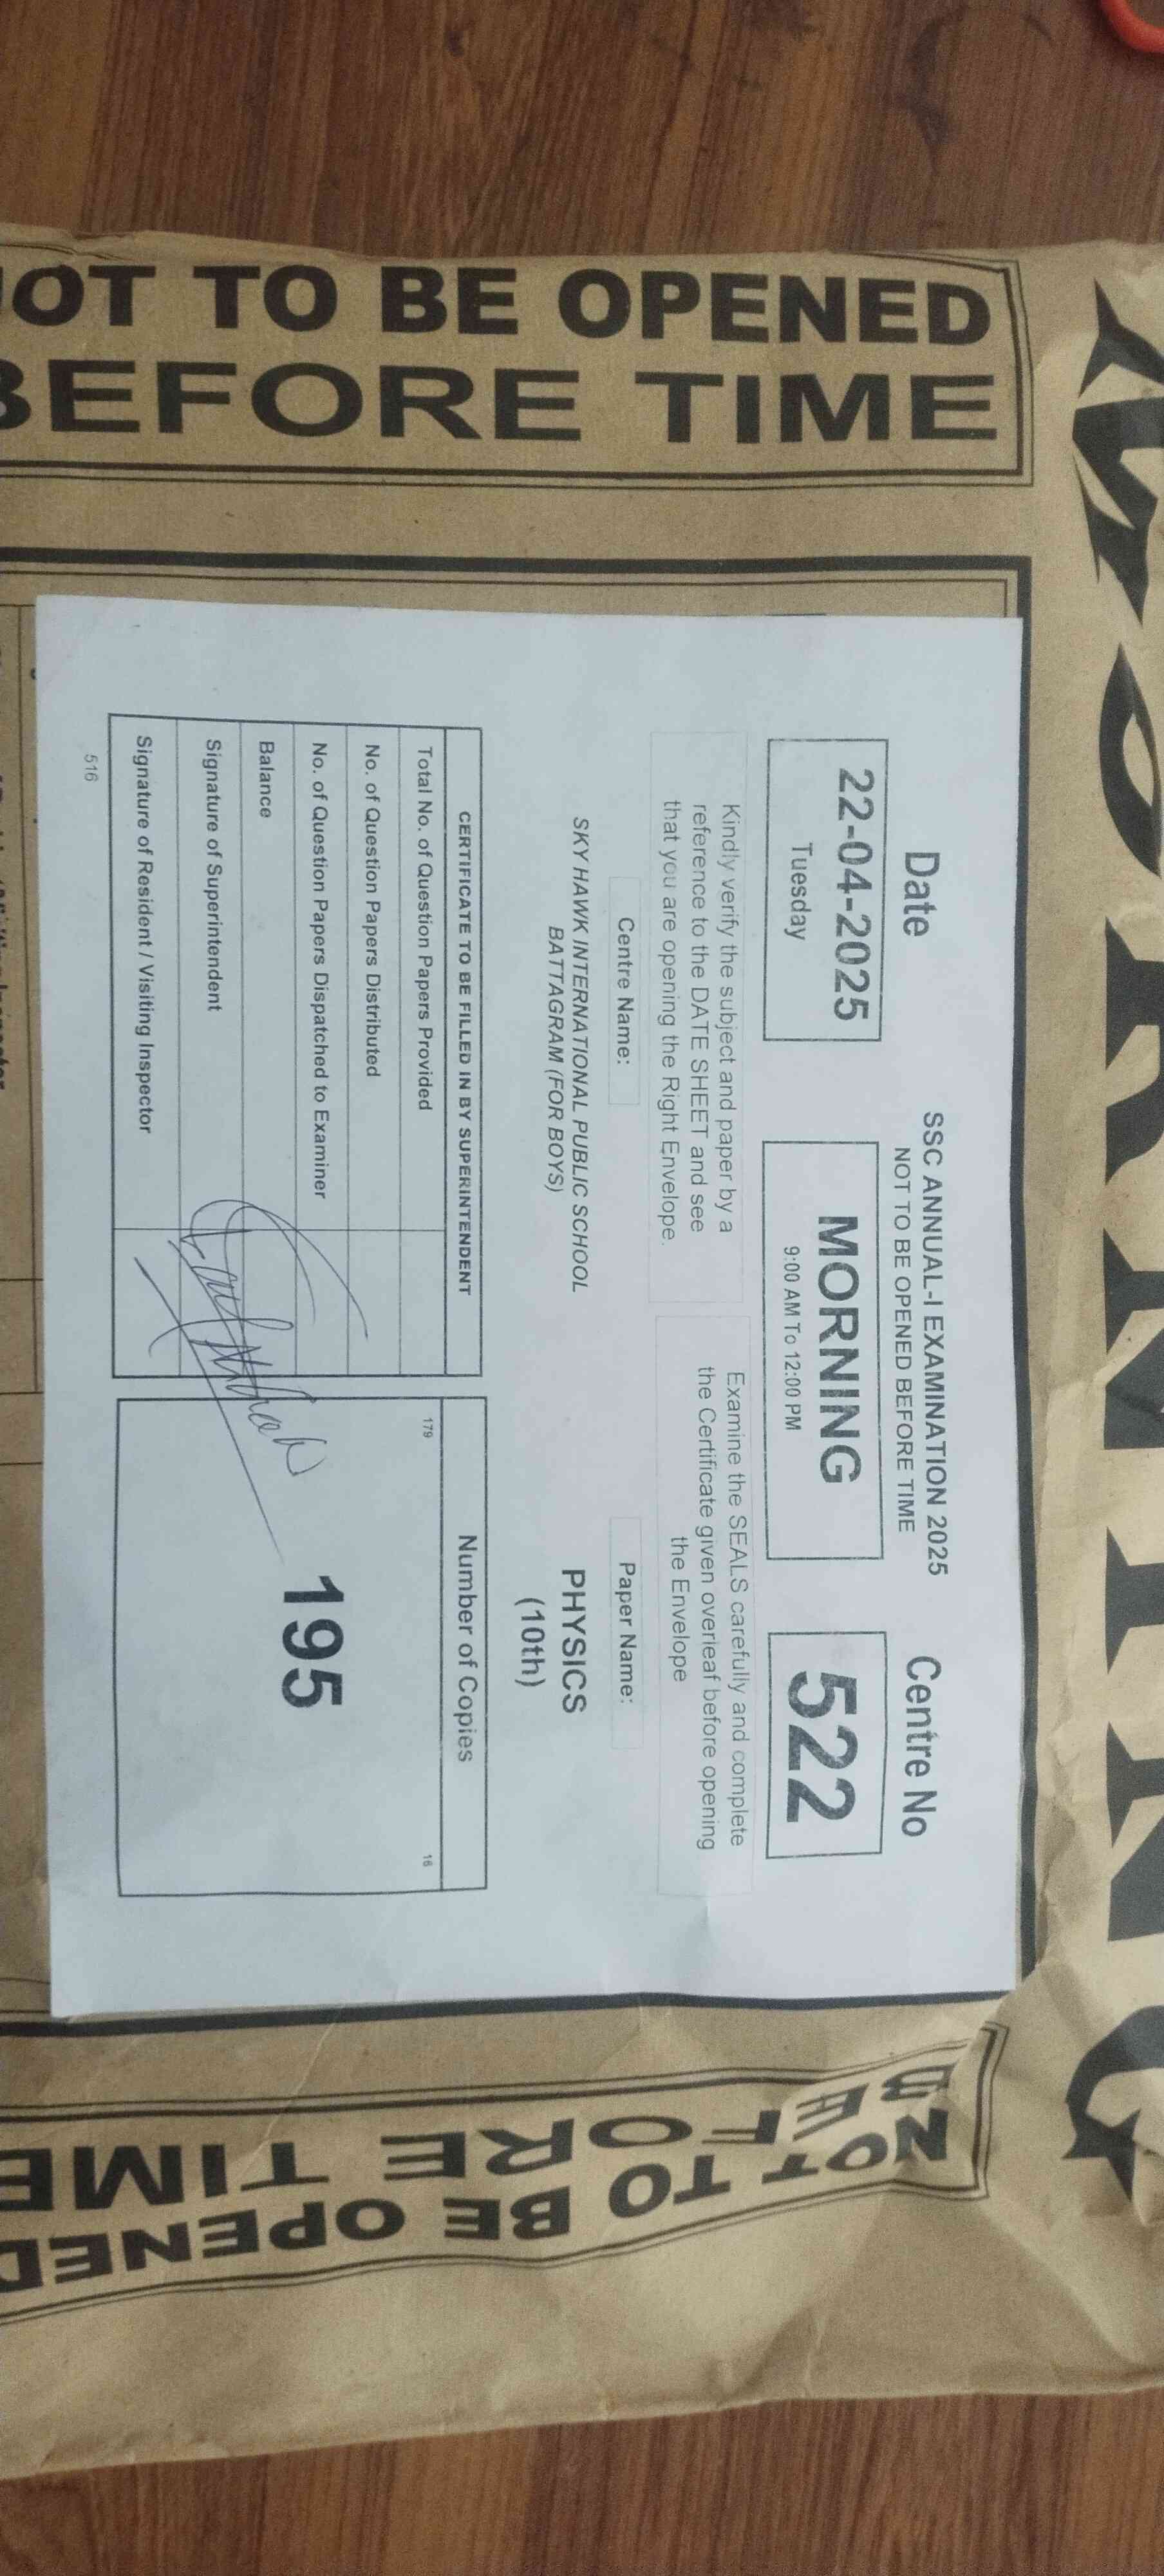 NOT TO BE OPENED
BEFORE TIME
MORNING
SSC ANNUAL-I EXAMINATION 2025
NOT TO BE OPENED BEFORE TIME
Date
Centre No
22-04-2025
Tuesday
MORNING
9:00 AM To 12:00 PM
522
Kindly verify the subject and paper by a
reference to the DATE SHEET and see
that you are opening the Right Envelope.
Examine the SEALS carefully and complete
the Certificate given overleaf before opening
the Envelope
Centre Name:
Paper Name:
SKY HAWK INTERNATIONAL PUBLIC SCHOOL
BATTAGRAM (FOR BOYS)
PHYSICS
(10th)
CERTIFICATE TO BE FILLED IN BY SUPERINTENDENT
Total No. of Question Papers Provided
No. of Question Papers Distributed
No. of Question Papers Dispatched to Examiner
Balance
Signature of Superintendent
Signature of Resident / Visiting Inspector
Number of Copies
179
16
195
516
NOT TO BE OPENED
BEFORE TIME